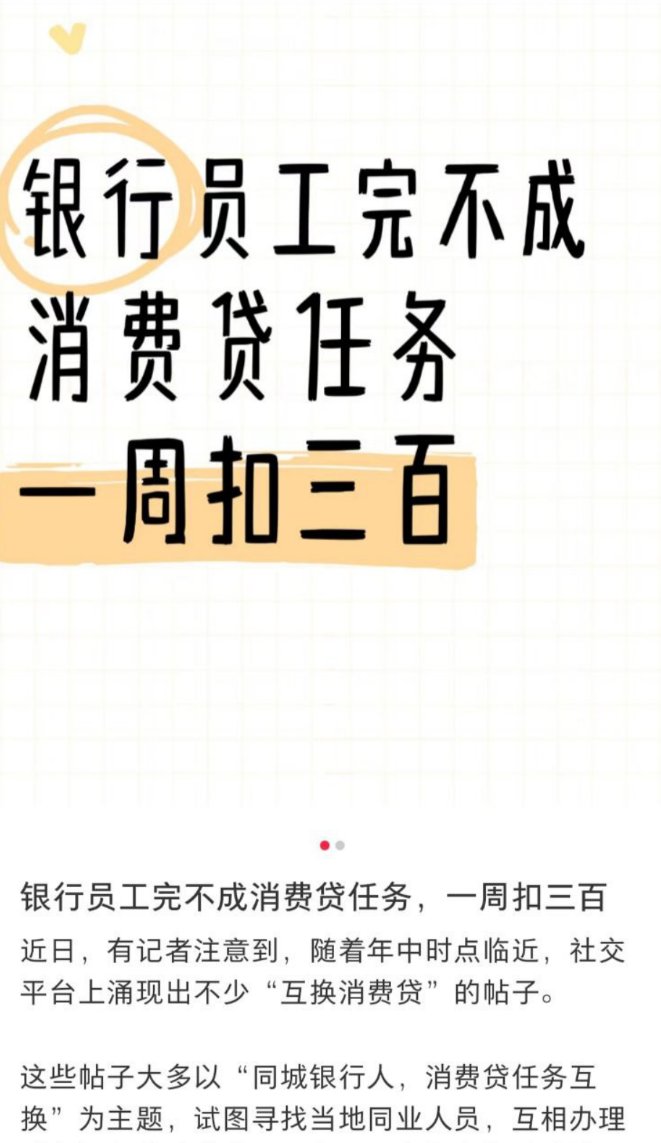 银行员工完不成
消费贷任务
一周扣三百
银行员工完不成消费贷任务，一周扣三百
近日，有记者注意到，随着年中时点临近，社交
平台上涌现出不少“互换消费贷”的帖子。
这些帖子大多以“同城银行人，消费贷任务互
换”为主题，试图寻找当地同业人员，互相办理